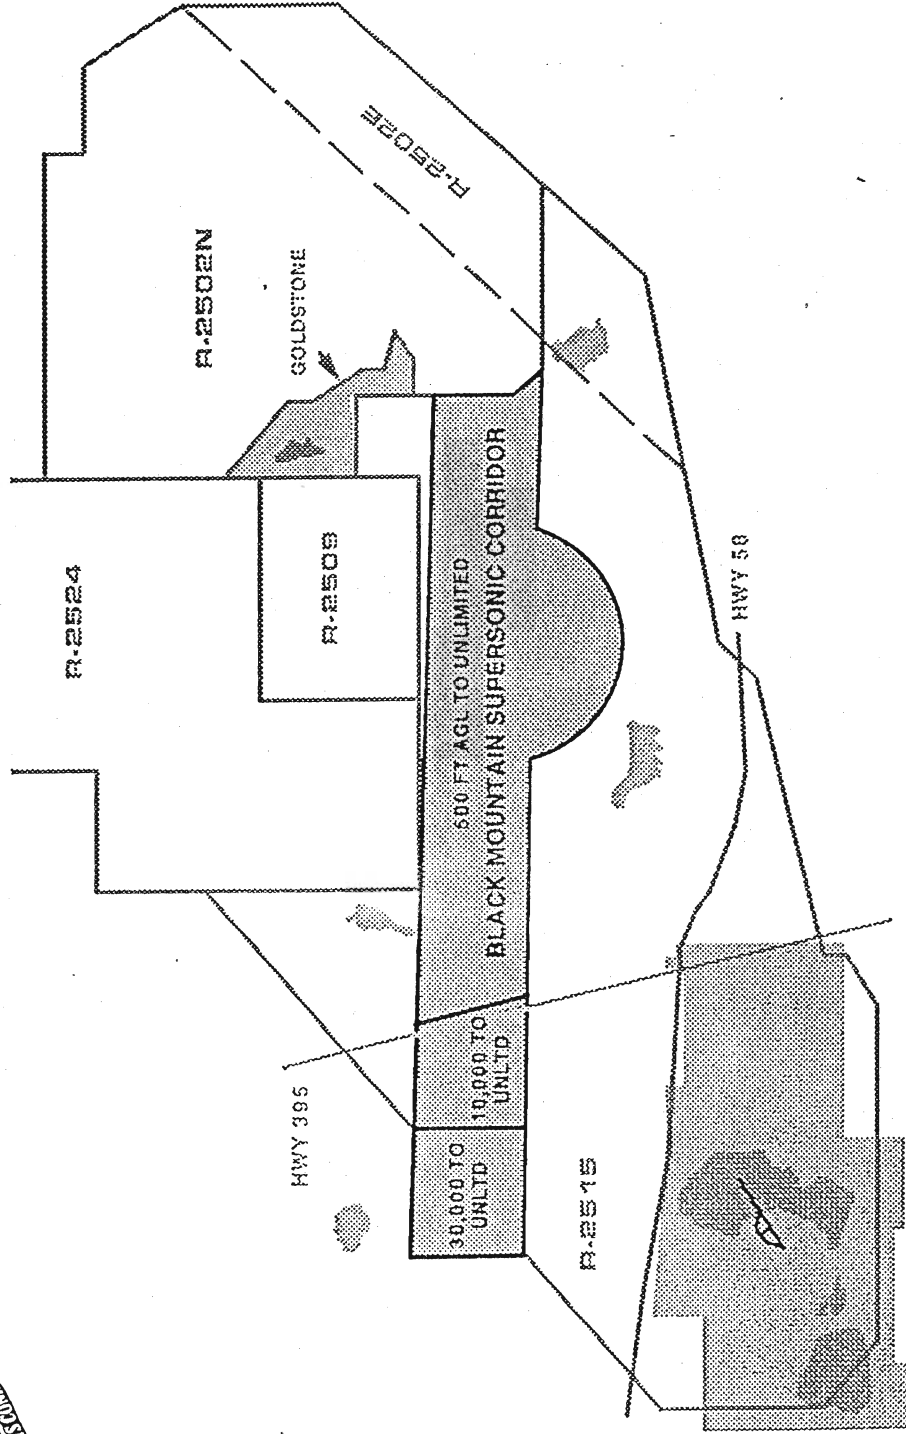 R-2502E
R-2502N
GOLDSTONE
R-2524
R-2509
600 FT AGL TO UNLIMITED
BLACK MOUNTAIN SUPERSONIC CORRIDOR
HWY 58
10,000 TO
UNLTD
30,000 TO
UNLTD
HWY 395
R-2515